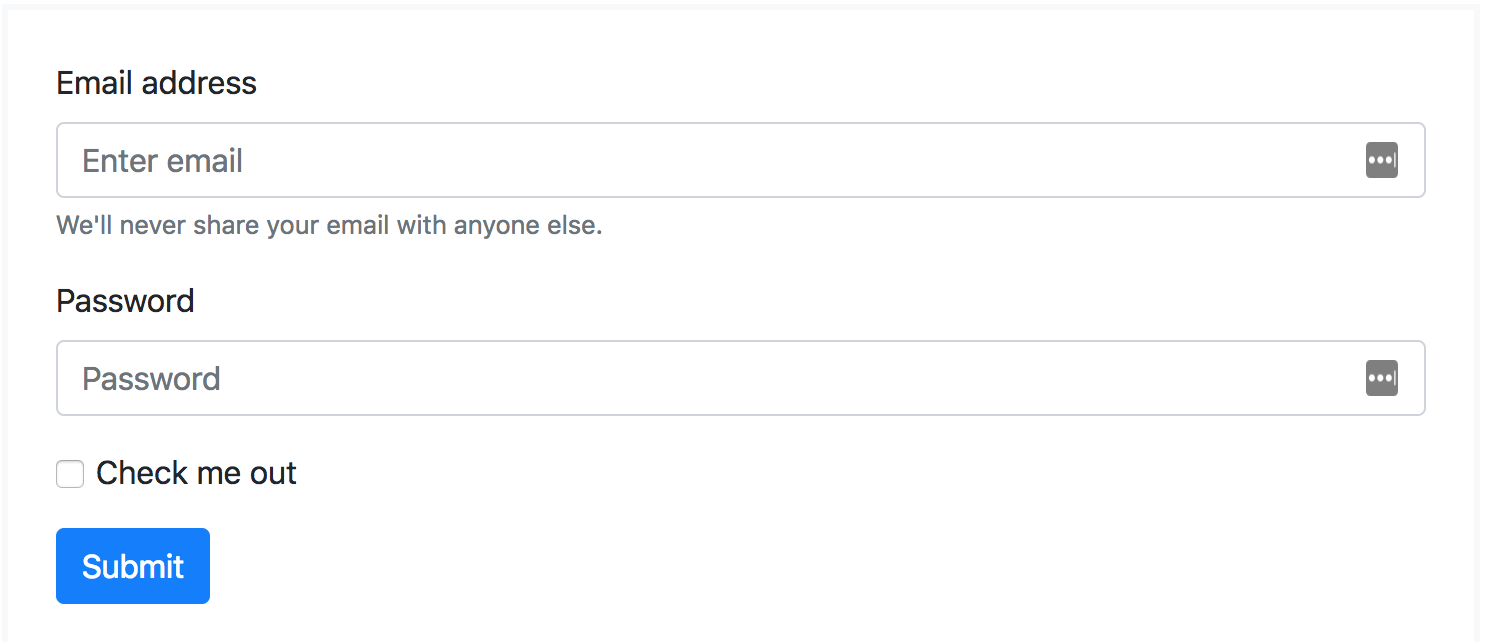 Email address
Enter email
We'll never share your email with anyone else.
Password
Password
Check me out
Submit